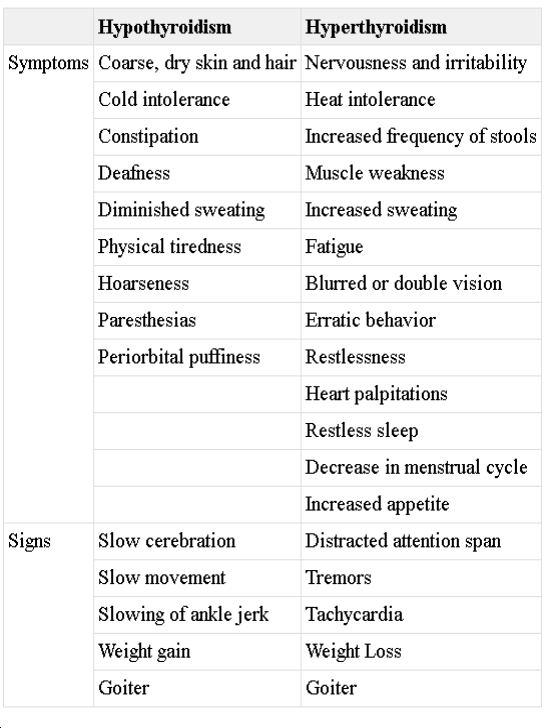 Hypothyroidism Hyperthyroidism
Symptoms Coarse, dry skin and hair Nervousness and irritability
Cold intolerance Heat intolerance
Constipation Increased frequency of stools
Deafness Muscle weakness
Diminished sweating Increased sweating
Physical tiredness Fatigue
Hoarseness Blurred or double vision
Paresthesias Erratic behavior
Periorbital puffiness Restlessness
Heart palpitations
Restless sleep
Decrease in menstrual cycle
Increased appetite
Signs Slow cerebration Distracted attention span
Slow movement Tremors
Slowing of ankle jerk Tachycardia
Weight gain Weight Loss
Goiter Goiter